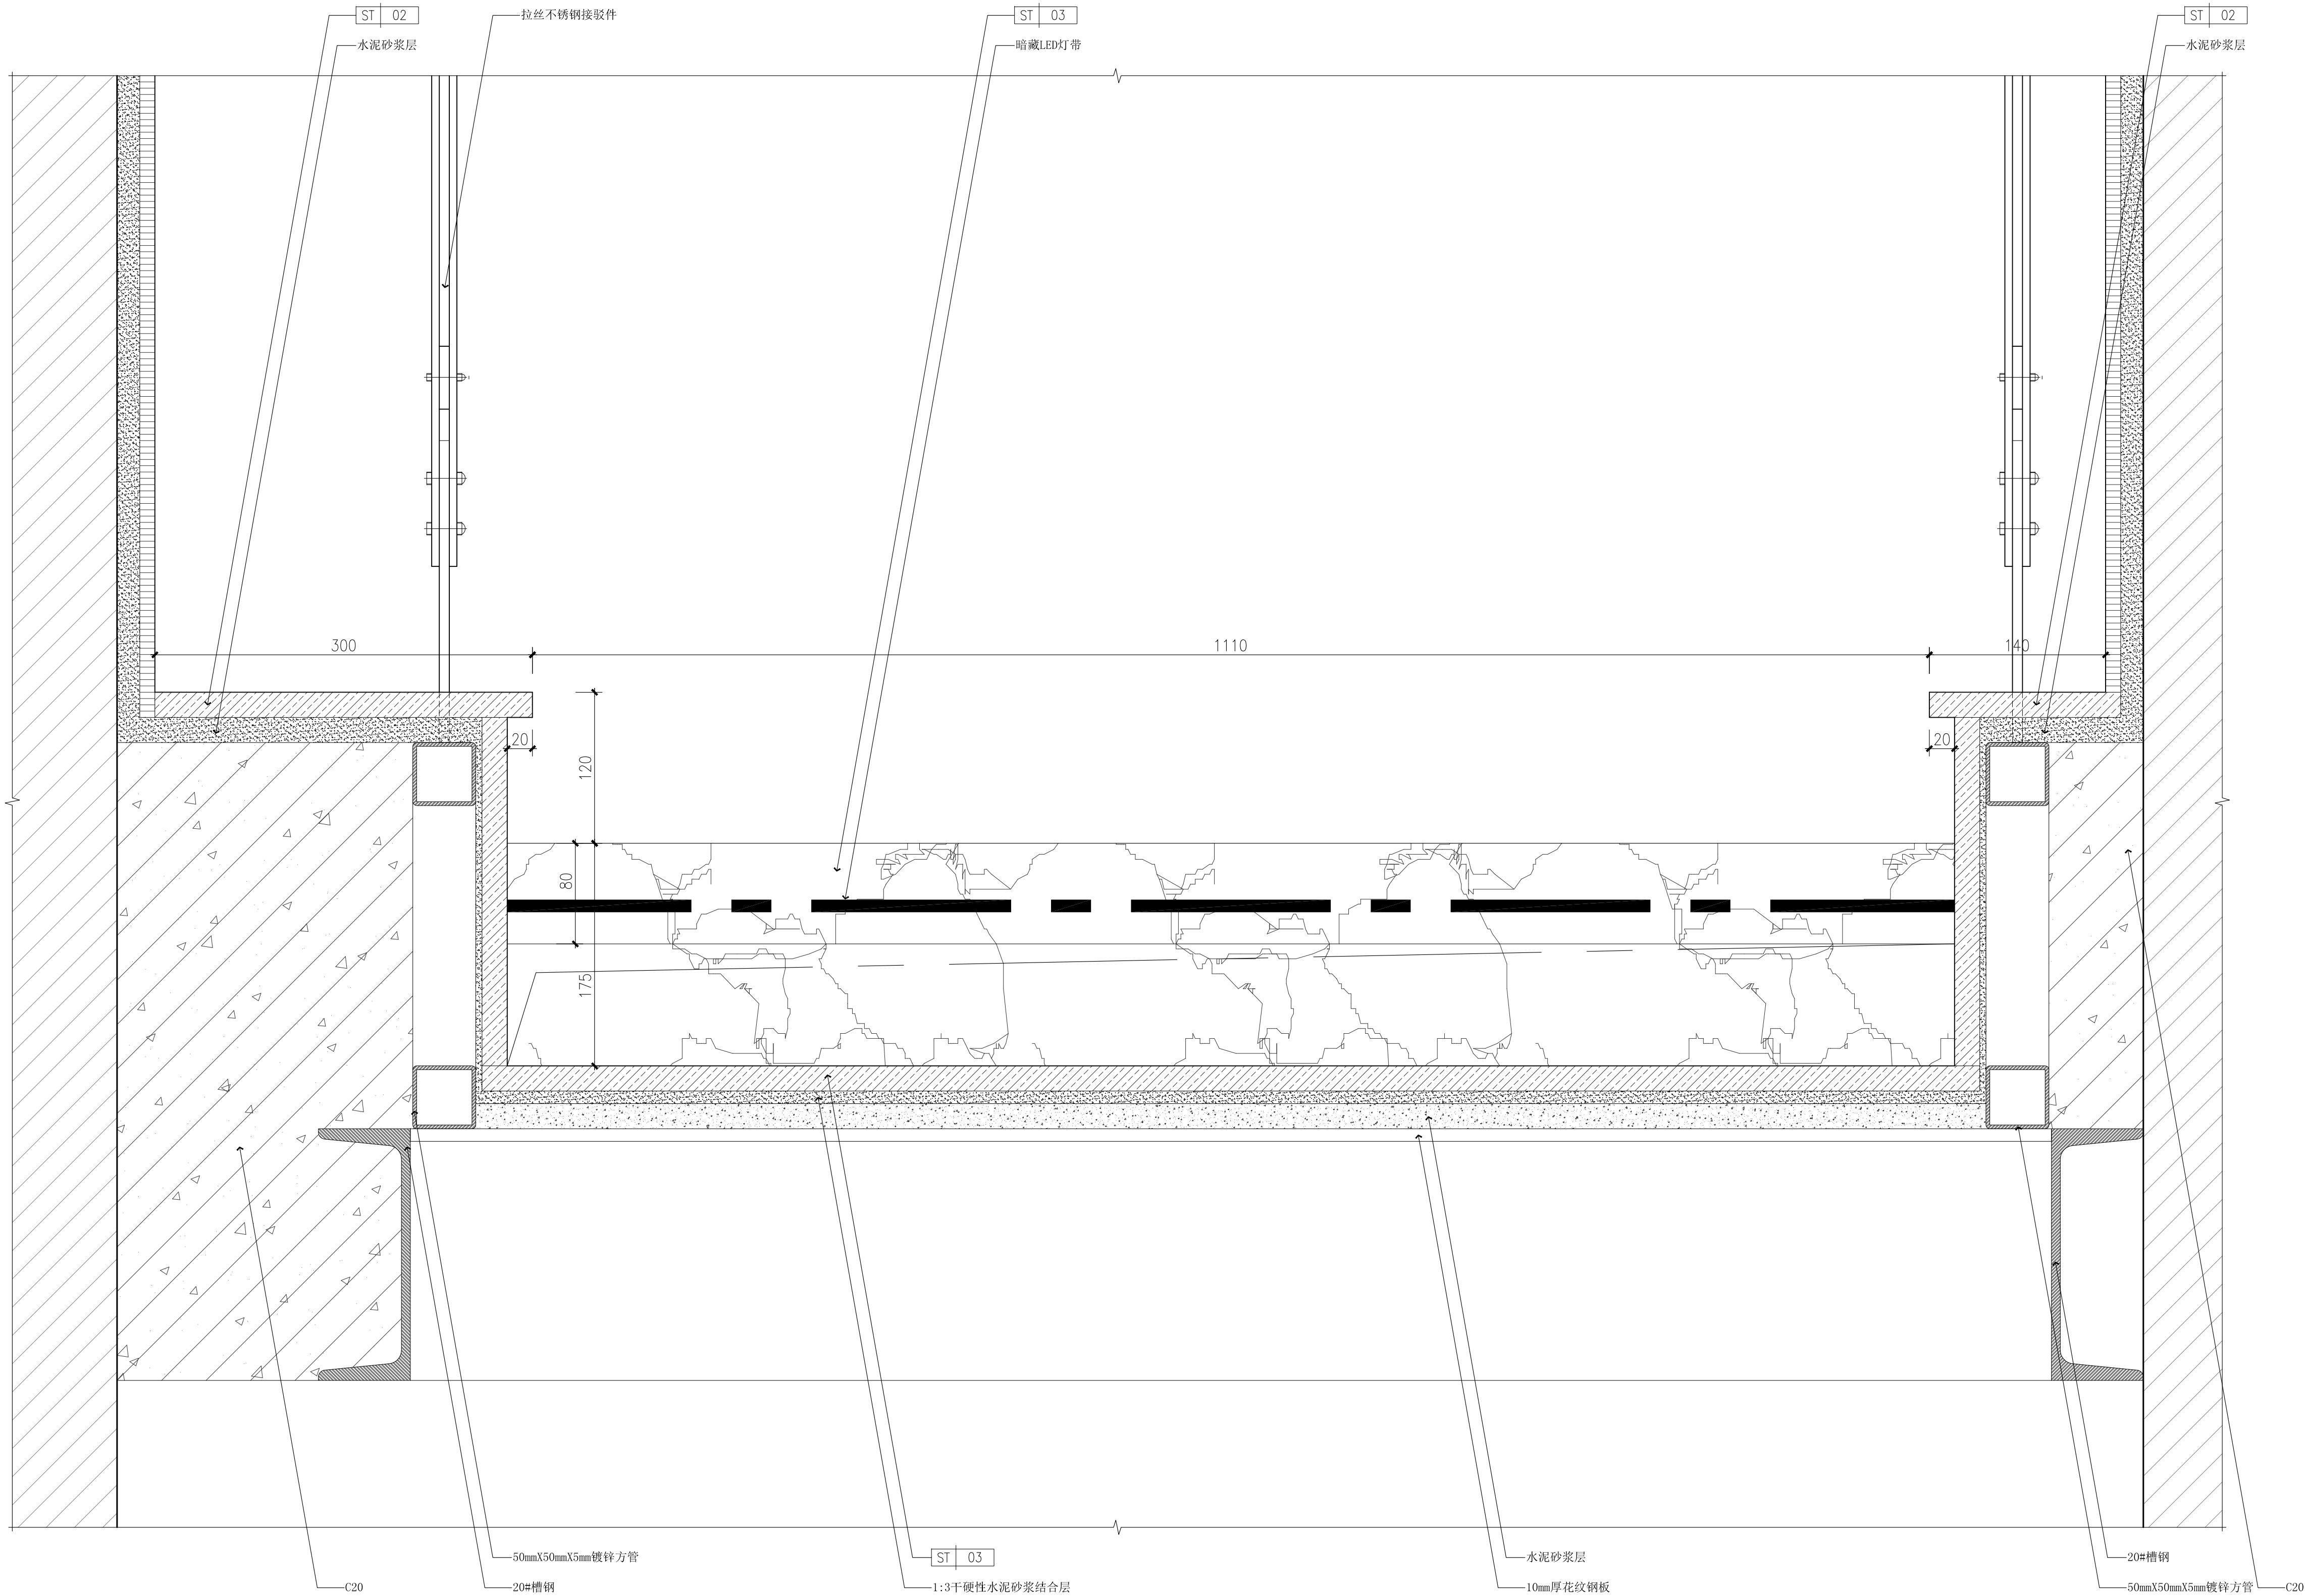 ST 02
拉丝不锈钢接驳件
ST 03
ST 02
水泥砂浆层
暗藏LED灯带
水泥砂浆层
300
1110
140
20
20
120
80
175
50mmX50mmX5mm镀锌方管
ST 03
水泥砂浆层
20#槽钢
C20
20#槽钢
1:3干硬性水泥砂浆结合层
10mm厚花纹钢板
50mmX50mmX5mm镀锌方管
C20